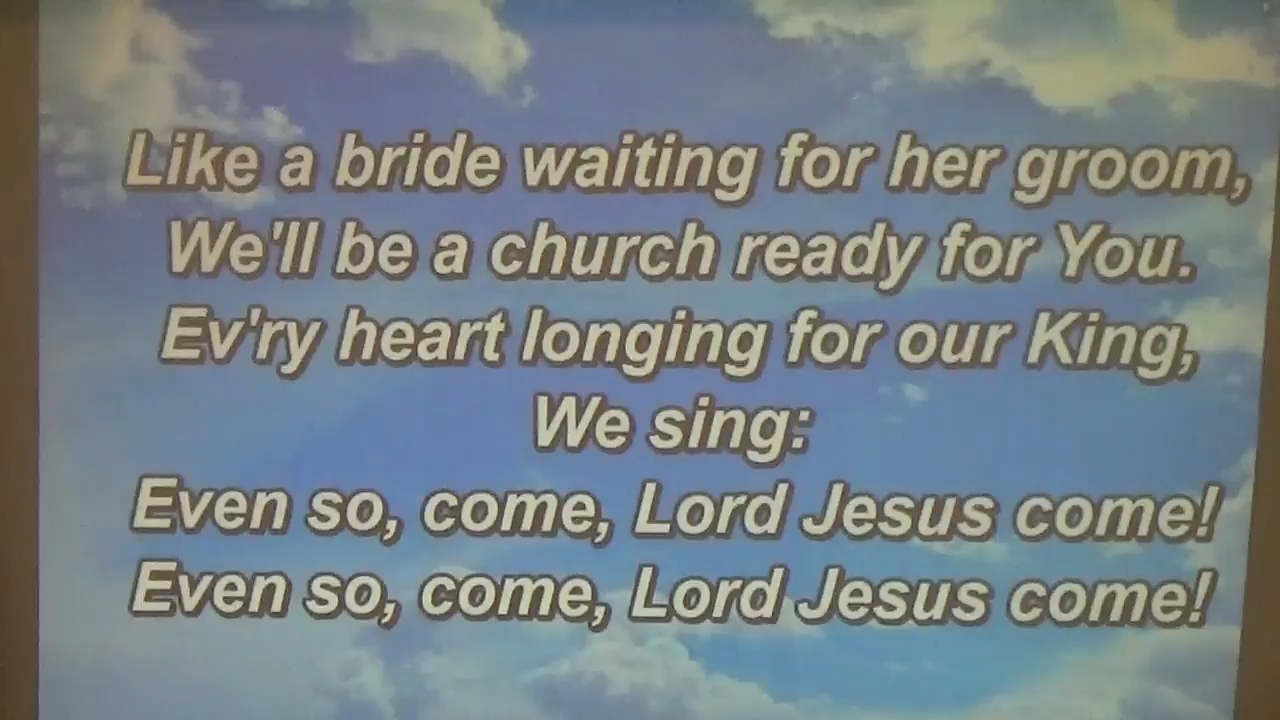 Like a bride waiting for her groom,
We'll be a church ready for You.
Ev'ry heart longing for our King,
We sing:
Even so, come, Lord Jesus come!
Even so, come, Lord Jesus come!